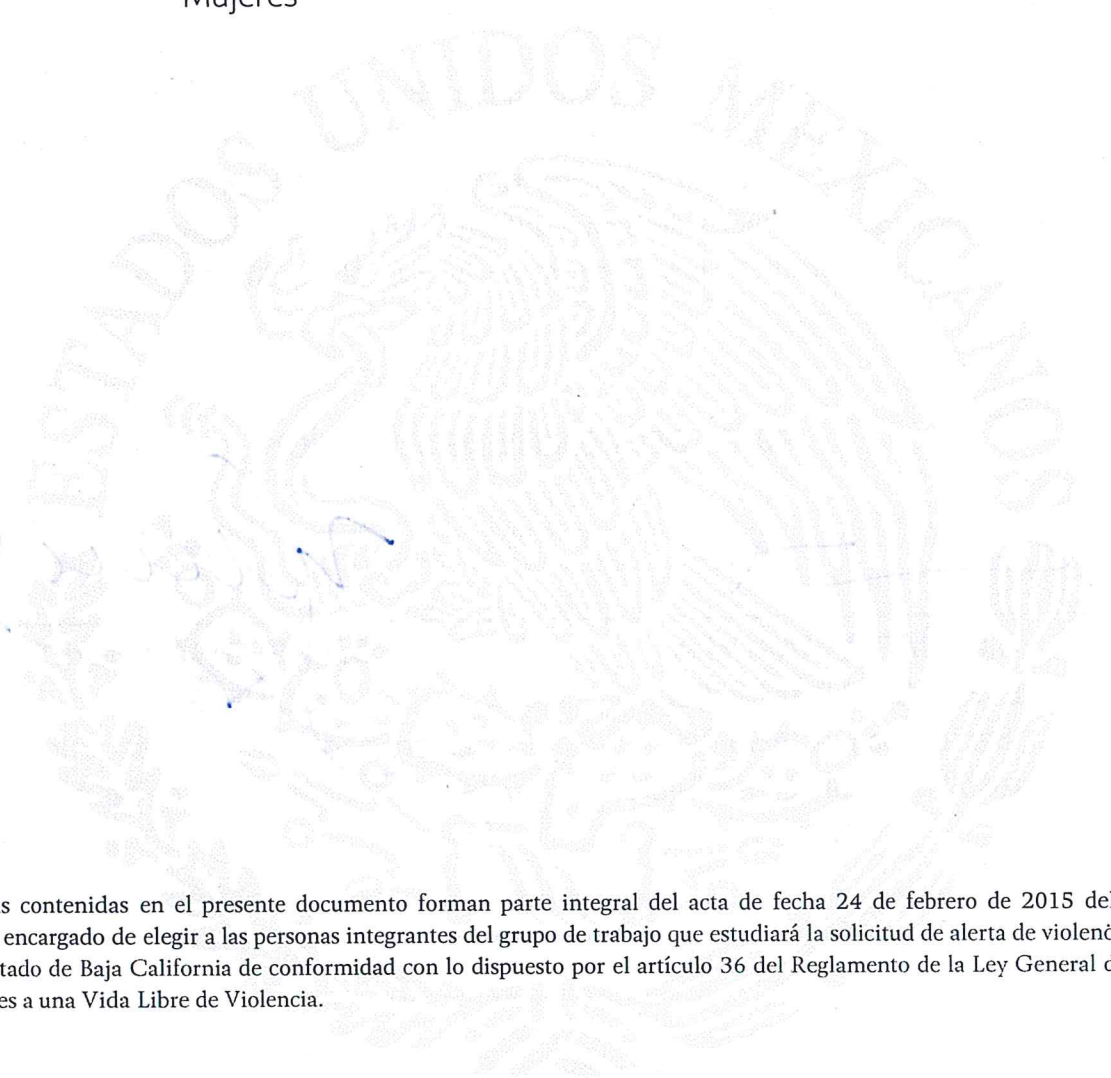 Mujeres
ESTADOS UNIDOS MEXICANOS
s contenidas en el presente documento forman parte integral del acta de fecha 24 de febrero de 2015 del
encargado de elegir a las personas integrantes del grupo de trabajo que estudiará la solicitud de alerta de violenc
tado de Baja California de conformidad con lo dispuesto por el artículo 36 del Reglamento de la Ley General d
es a una Vida Libre de Violencia.